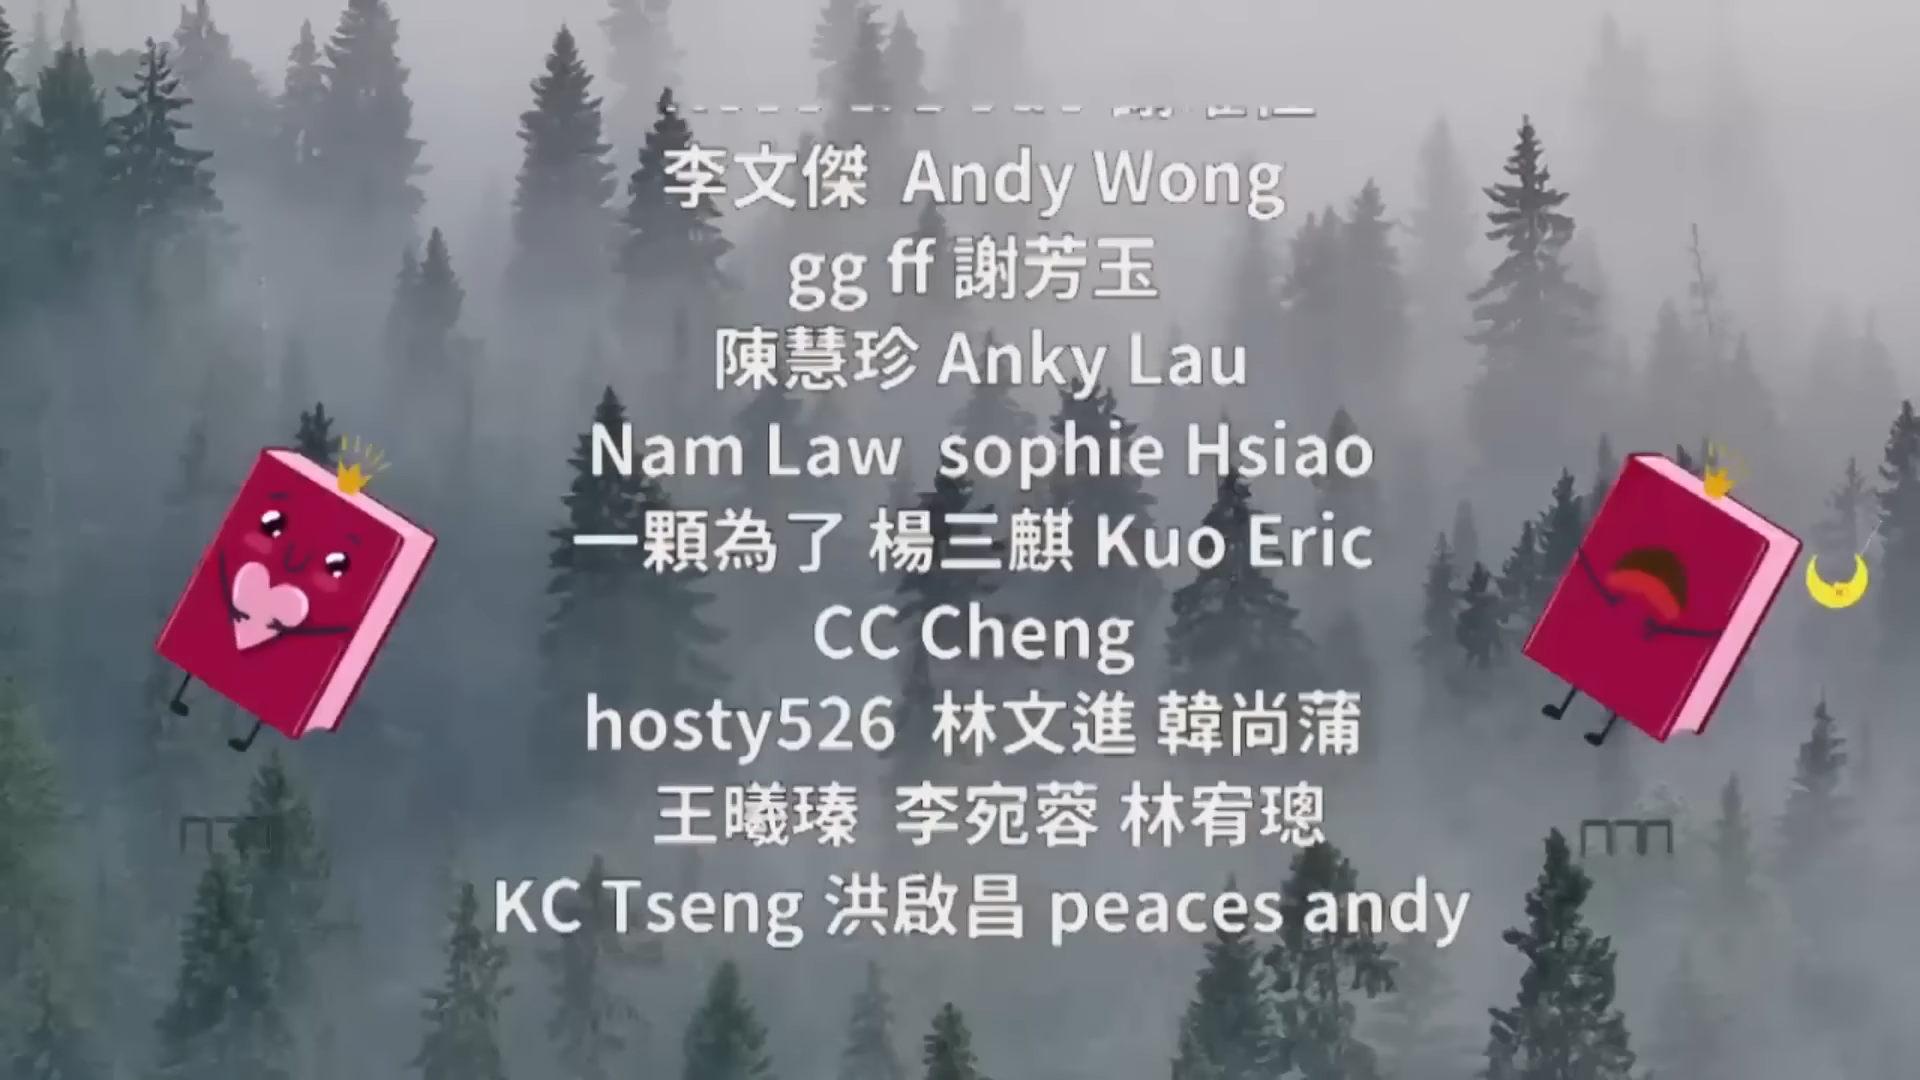 李文傑  Andy Wong
gg ff 謝芳玉
陳慧珍 Anky Lau
Nam Law  sophie Hsiao
一顆為了 楊三麒 Kuo Eric
CC Cheng
hosty526  林文進 韓尚蒲
王曦瑧  李宛蓉 林宥璁
KC Tseng 洪啟昌 peaces andy